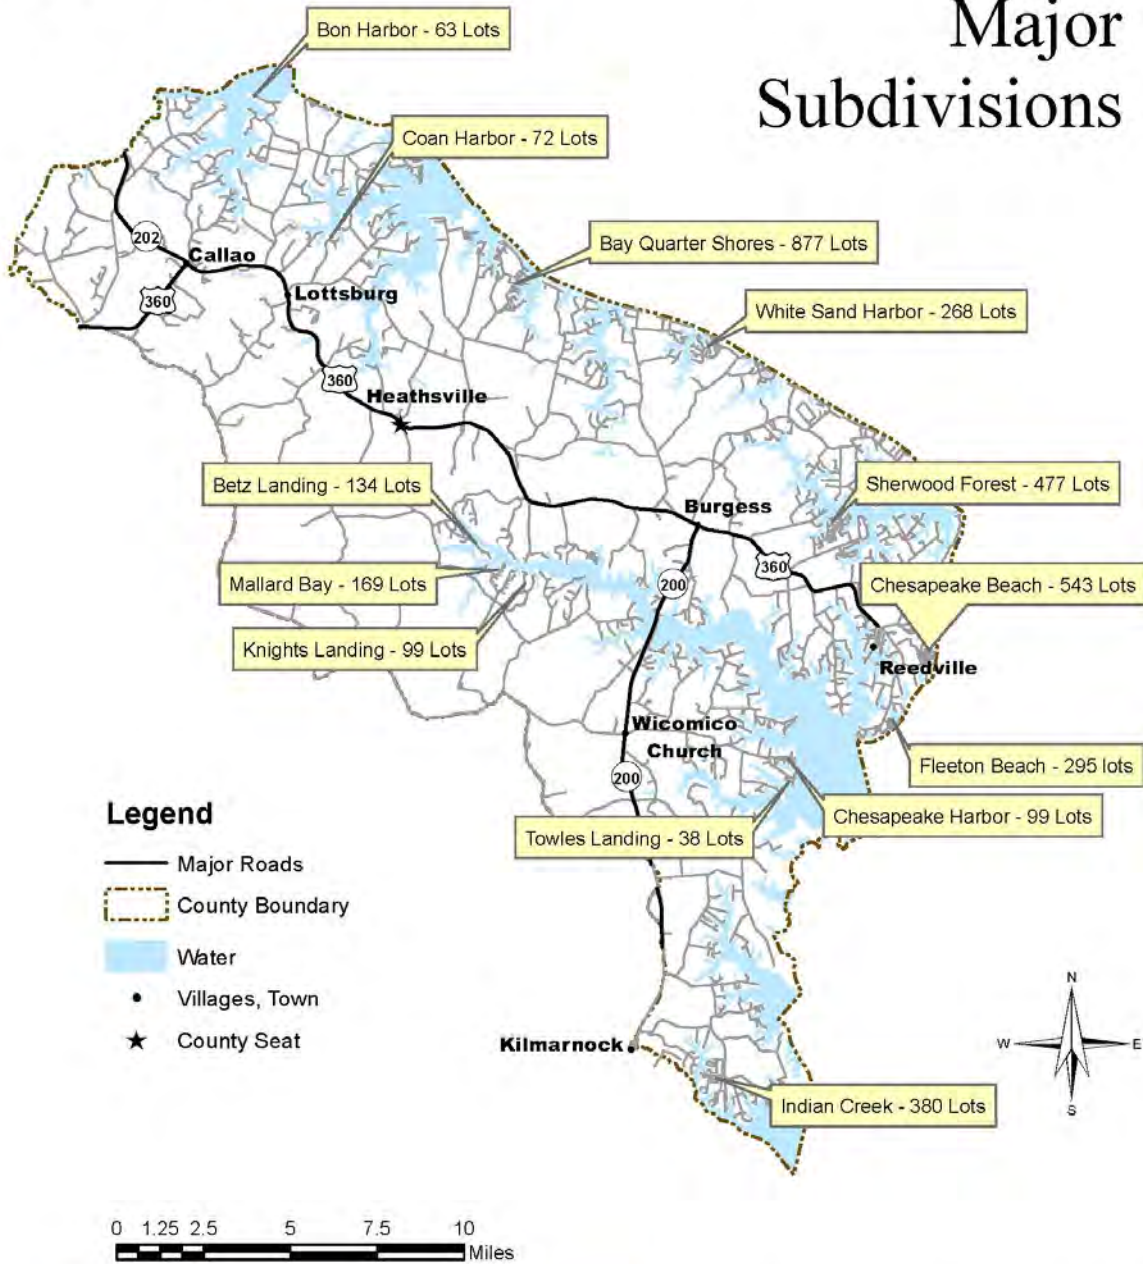 Major
Subdivisions
Bon Harbor - 63 Lots
Coan Harbor - 72 Lots
Bay Quarter Shores - 877 Lots
202
Callao
360
Lottsburg
White Sand Harbor - 268 Lots
360
Heathsville
Betz Landing - 134 Lots
Sherwood Forest - 477 Lots
Burgess
360
Mallard Bay - 169 Lots
200
Chesapeake Beach - 543 Lots
Knights Landing - 99 Lots
Reedville
Wicomico
Church
200
Fleeton Beach - 295 lots
Chesapeake Harbor - 99 Lots
Towles Landing - 38 Lots
Legend
Major Roads
County Boundary
Water
Villages, Town
County Seat
Kilmarnock
Indian Creek - 380 Lots
N
W
E
S
0 1.25 2.5 5 7.5 10
Miles